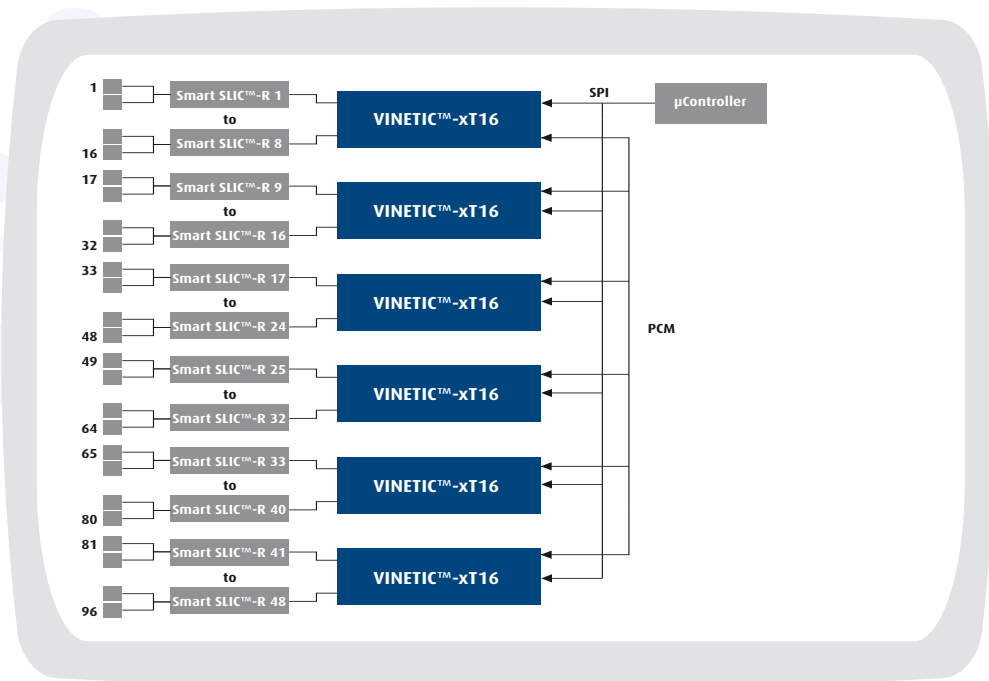 1
Smart SLIC™-R 1
to
16
Smart SLIC™-R 8
VINETIC™-xT16
SPI
µController
17
Smart SLIC™-R 9
to
32
Smart SLIC™-R 16
VINETIC™-xT16
33
Smart SLIC™-R 17
to
48
Smart SLIC™-R 24
VINETIC™-xT16
PCM
49
Smart SLIC™-R 25
to
64
Smart SLIC™-R 32
VINETIC™-xT16
65
Smart SLIC™-R 33
to
80
Smart SLIC™-R 40
VINETIC™-xT16
81
Smart SLIC™-R 41
to
96
Smart SLIC™-R 48
VINETIC™-xT16